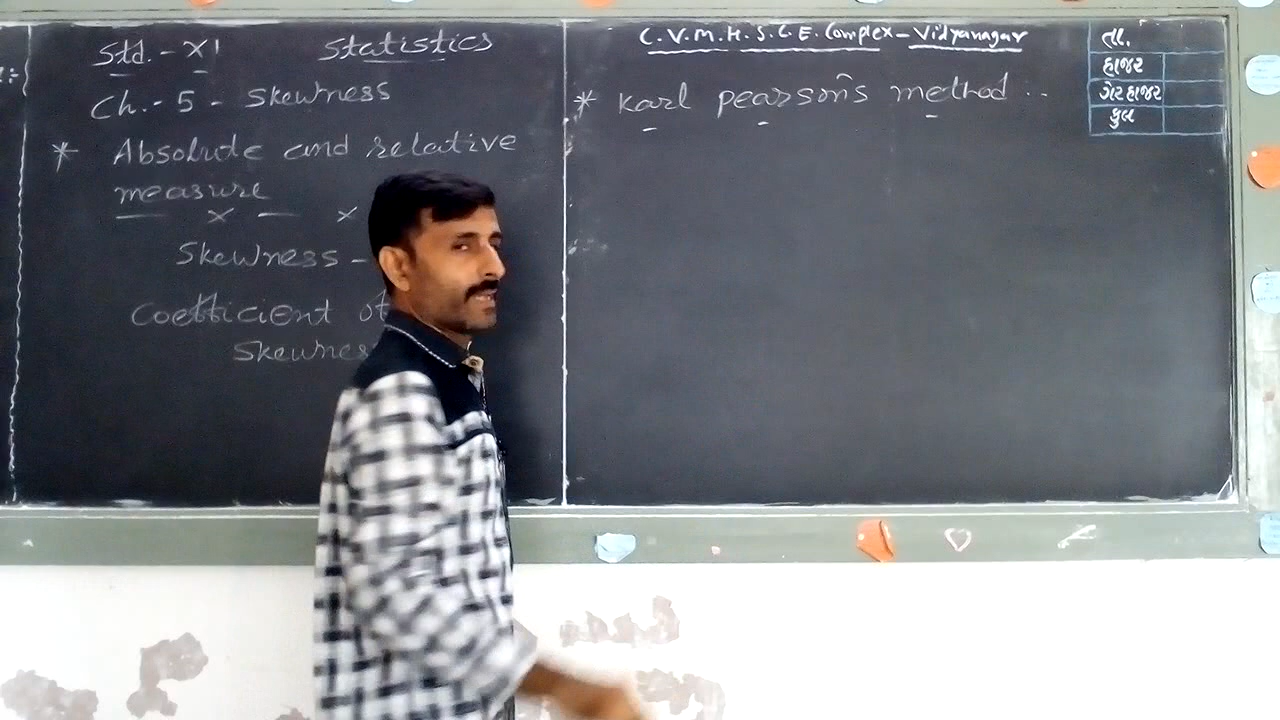 Std. - XI Statistics
Ch. - 5 - Skewness
* Absolute and relative
measure
Skewness -
Coefficient of
Skewness
C.V.M.H.S.C.E. Complex - Vidyanagar
* Karl pearson's method ..
તા.
હાજર
ગેરહાજર
કુલ